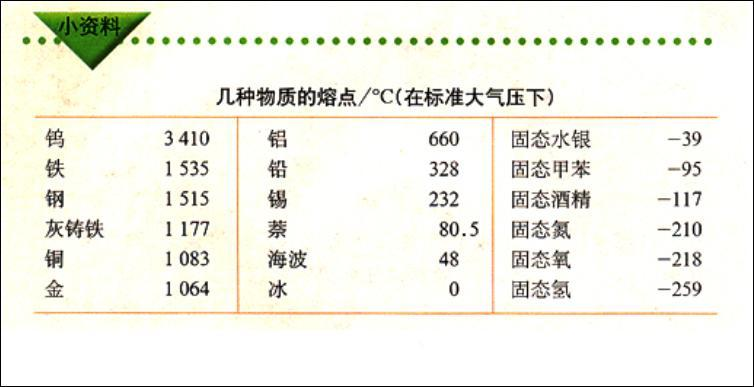 小资料
几种物质的熔点/℃(在标准大气压下)
钨 3 410 铝 660 固态水银 -39
铁 1 535 铅 328 固态甲苯 -95
钢 1 515 锡 232 固态酒精 -117
灰铸铁 1 177 萘 80.5 固态氮 -210
铜 1 083 海波 48 固态氧 -218
金 1 064 冰 0 固态氢 -259